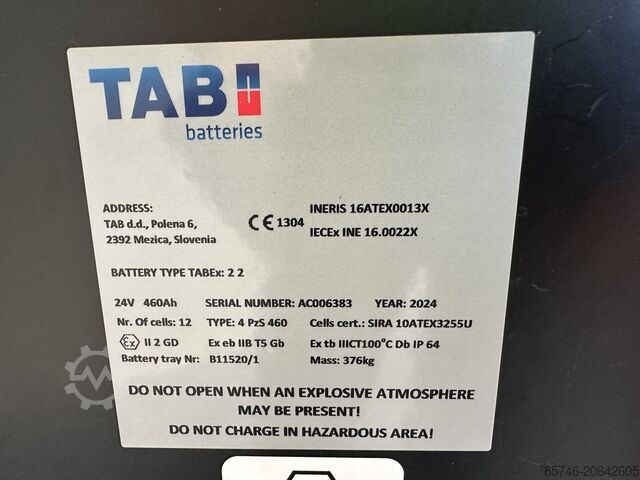 TAB
batteries
ADDRESS:
TAB d.d., Polena 6,
2392 Mezica, Slovenia
CE 1304
INERIS 16ATEX0013X
IECEx INE 16.0022X
BATTERY TYPE TABEx: 2 2
24V 460Ah SERIAL NUMBER: AC006383 YEAR: 2024
Nr. Of cells: 12 TYPE: 4 PzS 460 Cells cert.: SIRA 10ATEX3255U
Ex II 2 GD Ex eb IIB T5 Gb Ex tb IIICT100°C Db IP 64
Battery tray Nr: B11520/1 Mass: 376kg
DO NOT OPEN WHEN AN EXPLOSIVE ATMOSPHERE
MAY BE PRESENT!
DO NOT CHARGE IN HAZARDOUS AREA!
85746-20642605